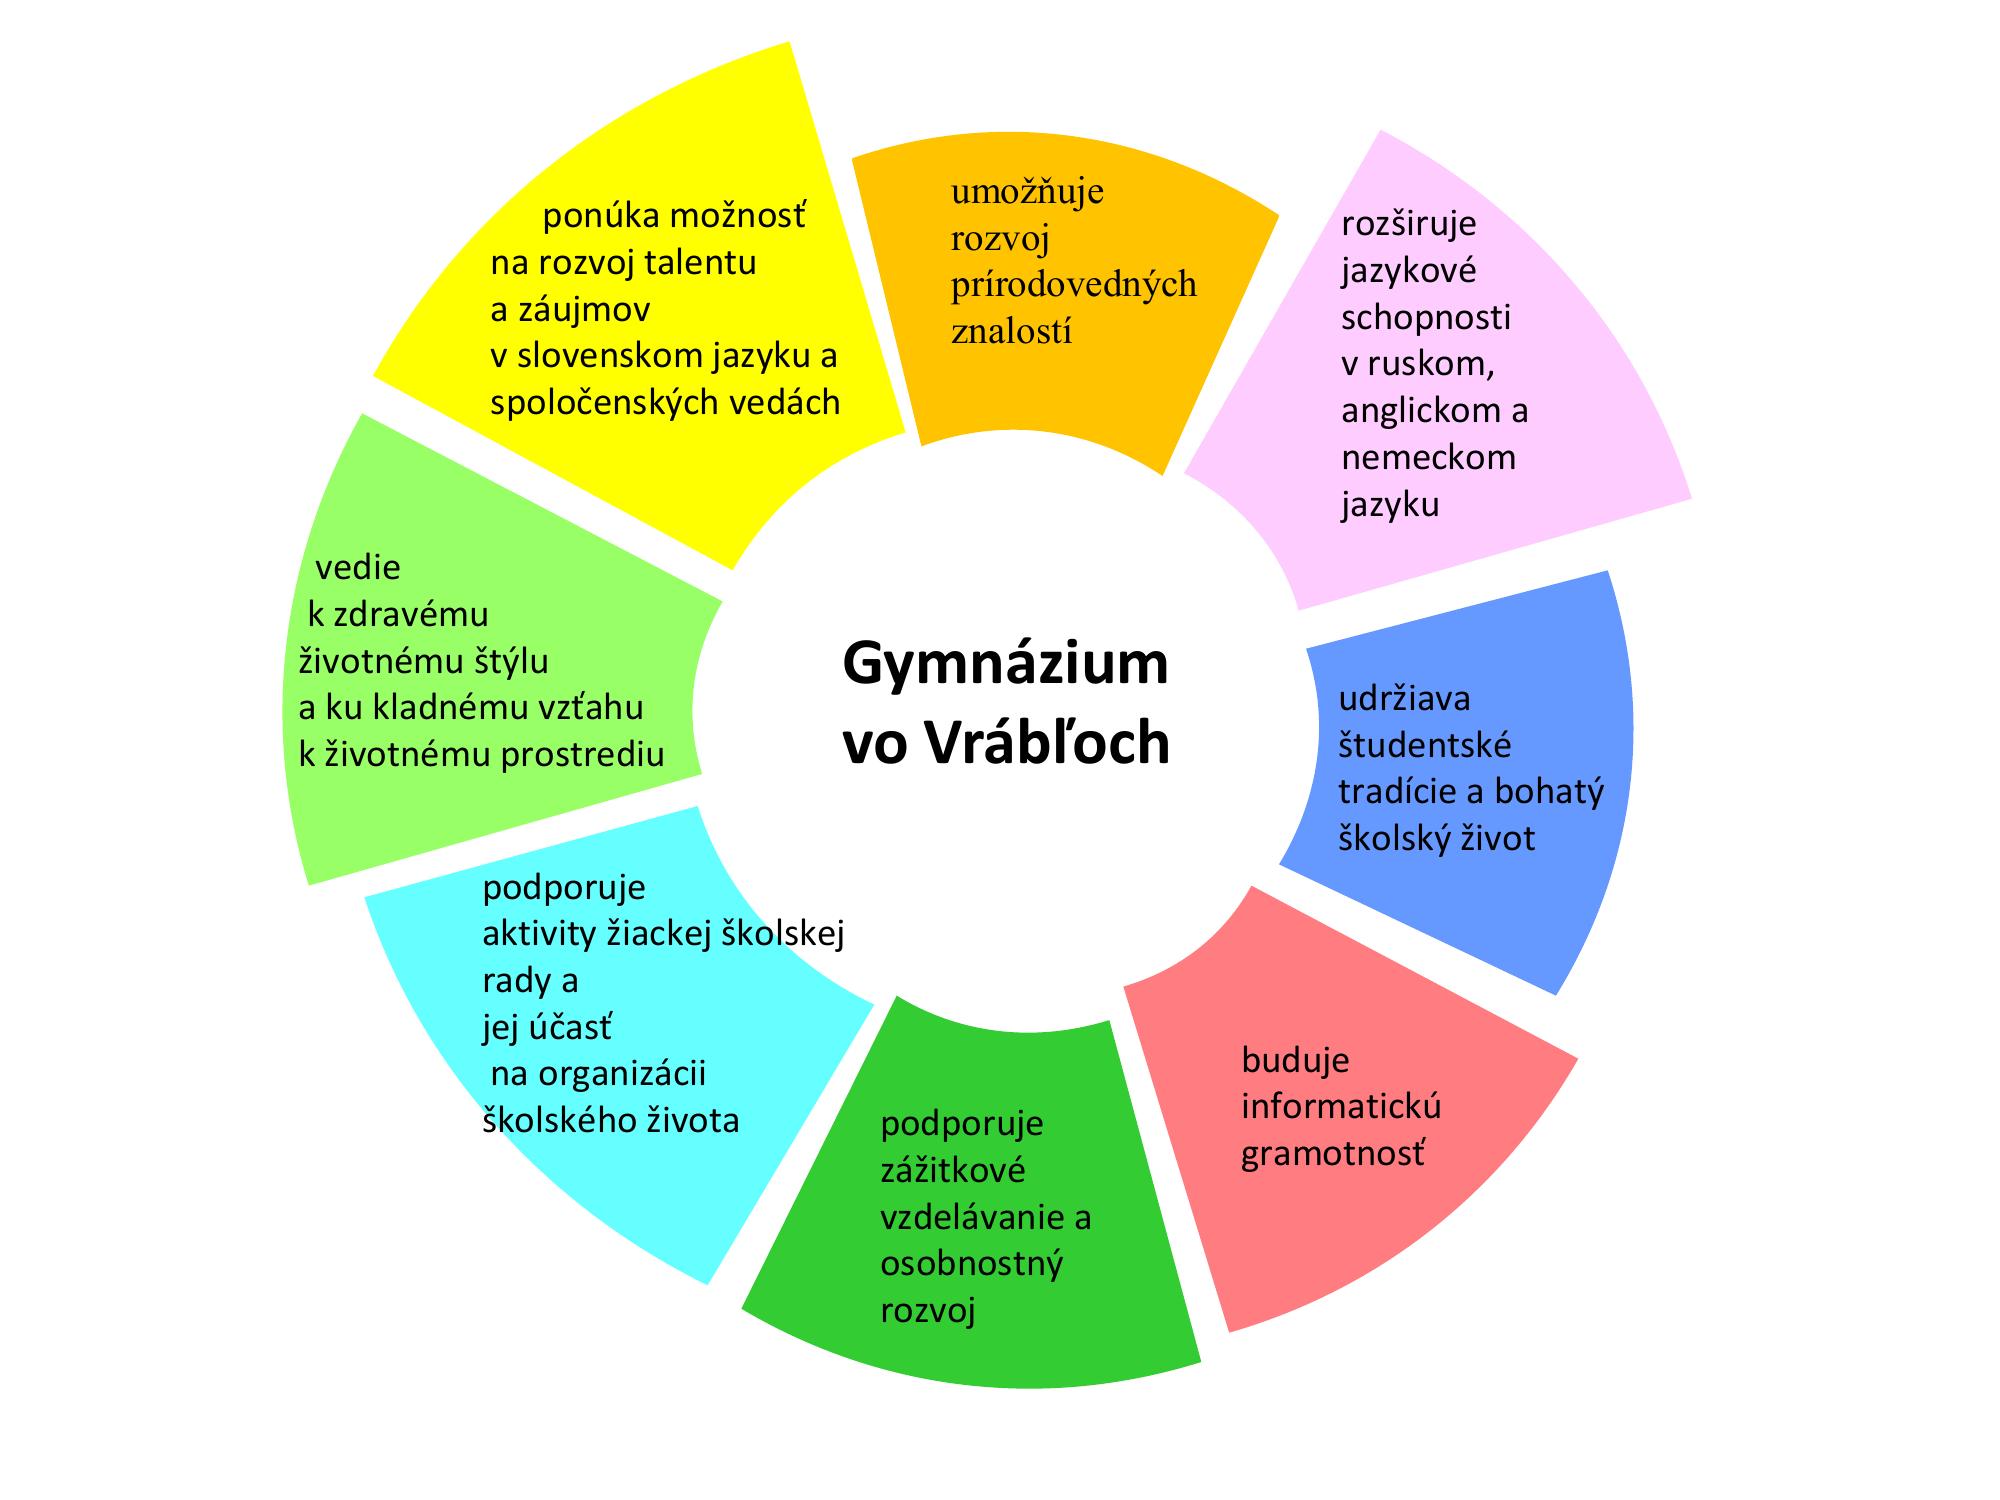 ponúka možnosť
na rozvoj talentu
a záujmov
v slovenskom jazyku a
spoločenských vedách
umožňuje
rozvoj
prírodovedných
znalostí
rozširuje
jazykové
schopnosti
v ruskom,
anglickom a
nemeckom
jazyku
vedie
k zdravému
životnému štýlu
a ku kladnému vzťahu
k životnému prostrediu
Gymnázium
vo Vrábľoch
udržiava
študentské
tradície a bohatý
školský život
podporuje
aktivity žiackej školskej
rady a
jej účasť
na organizácii
školského života
podporuje
zážitkové
vzdelávanie a
osobnostný
rozvoj
buduje
informatickú
gramotnosť